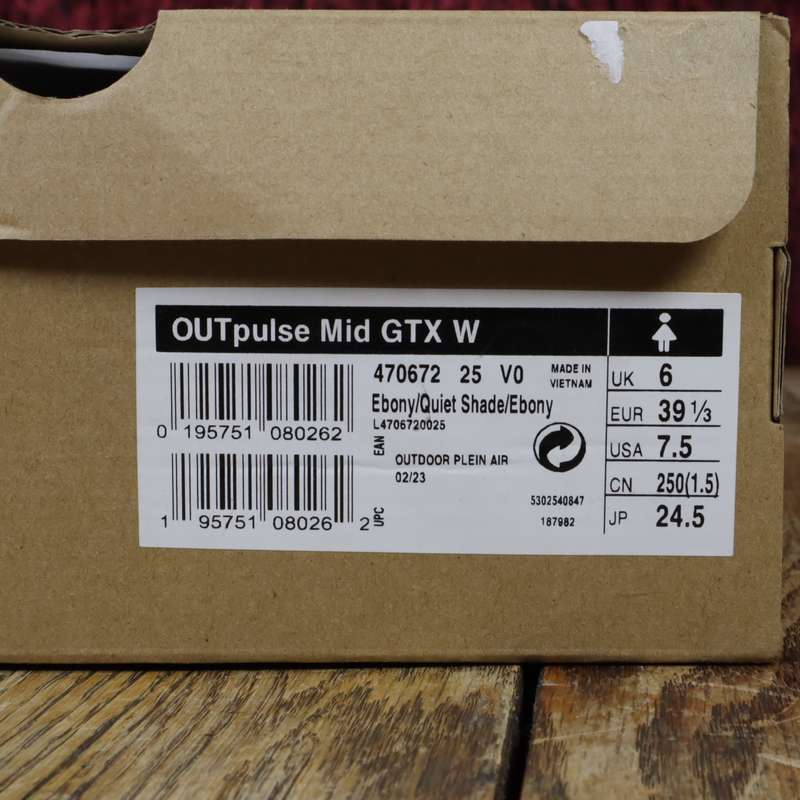 OUTpulse Mid GTX W
470672 25 V0
MADE IN
VIETNAM
Ebony/Quiet Shade/Ebony
L4706720025
0 195751 080262
EAN
OUTDOOR PLEIN AIR
02/23
5302540847
187982
1 95751 08026 2
UPC
UK 6
EUR 39 1/3
USA 7.5
CN 250(1.5)
JP 24.5